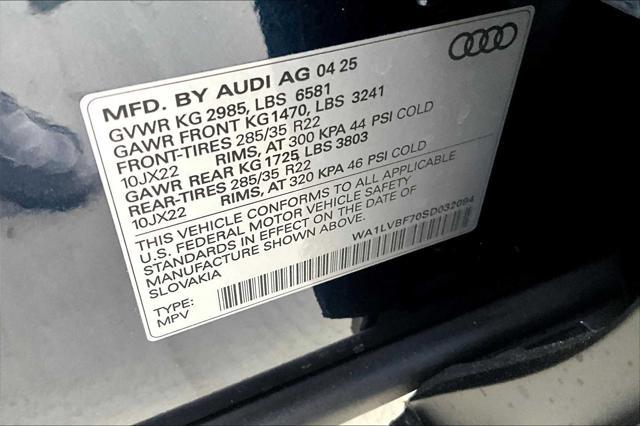 MFD. BY AUDI AG 04 25
GVWR KG 2985, LBS 6581
GAWR FRONT KG1470, LBS 3241
FRONT-TIRES 285/35 R22
10JX22 RIMS, AT 300 KPA 44 PSI COLD
GAWR REAR KG 1725, LBS 3803
REAR-TIRES 285/35 R22
10JX22 RIMS, AT 320 KPA 46 PSI COLD
THIS VEHICLE CONFORMS TO ALL APPLICABLE
U.S. FEDERAL MOTOR VEHICLE SAFETY
STANDARDS IN EFFECT ON THE DATE OF
MANUFACTURE SHOWN ABOVE.
SLOVAKIA
WA1LVBF70SD032094
TYPE:
MPV